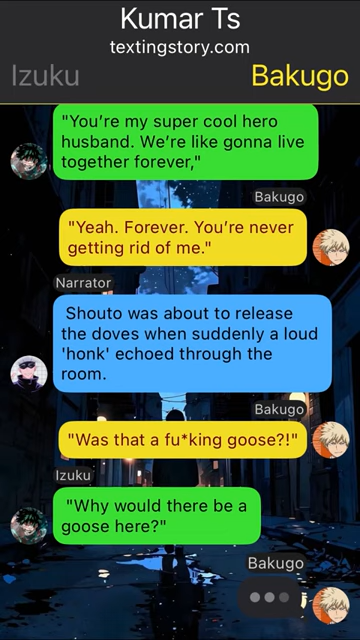 Kumar Ts
textingstory.com
Izuku Bakugo
"You're my super cool hero
husband. We're like gonna live
together forever,"
Bakugo
"Yeah. Forever. You're never
getting rid of me."
Narrator
Shouto was about to release
the doves when suddenly a loud
'honk' echoed through the
room.
Bakugo
"Was that a fu*king goose?!"
Izuku
"Why would there be a
goose here?"
Bakugo